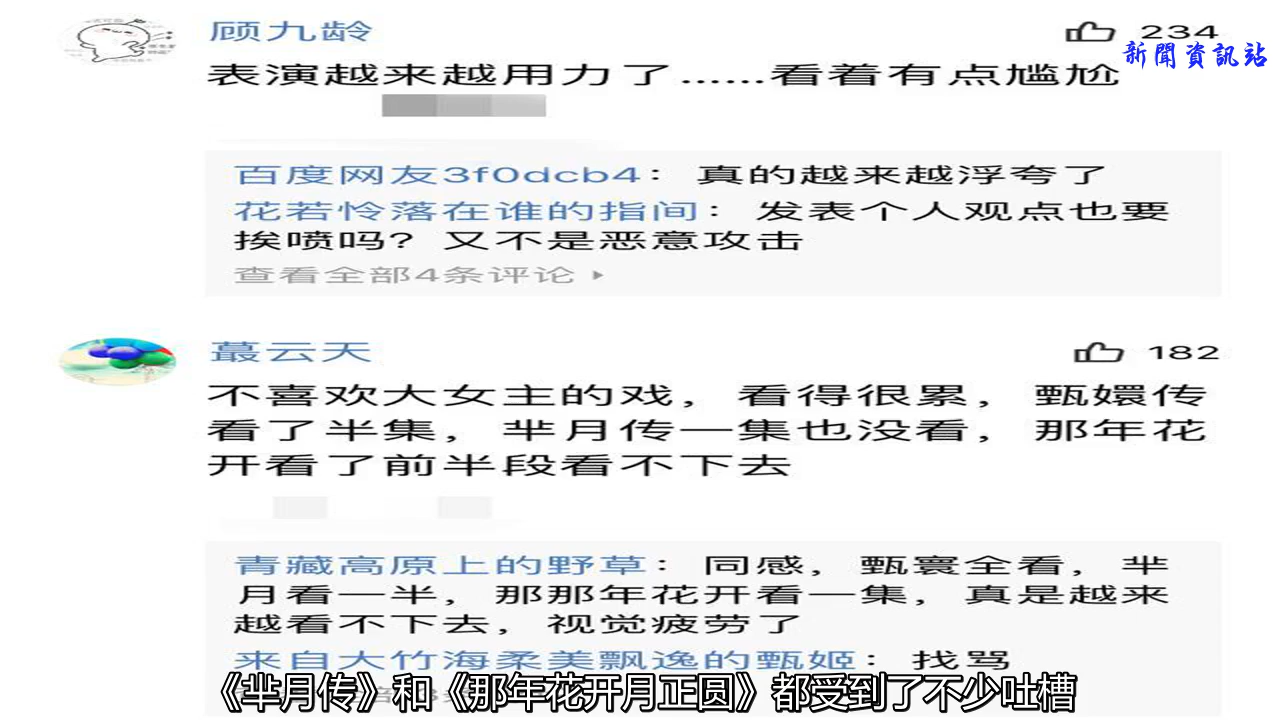 顾九龄
234
新聞資訊站
表演越来越用力了......看着有点尴尬
百度网友3f0dcb4：真的越来越浮夸了
花若怜落在谁的指间：发表个人观点也要
挨喷吗？又不是恶意攻击
查看全部4条评论
蕞云天
182
不喜欢大女主的戏，看得很累，甄嬛传
看了半集，芈月传一集也没看，那年花
开看了前半段看不下去
青藏高原上的野草：同感，甄寰全看，芈
月看一半，那那年花开看一集，真是越来
越看不下去，视觉疲劳了
来自大竹海柔美飘逸的甄姬：找骂
《芈月传》和《那年花开月正圆》都受到了不少吐槽